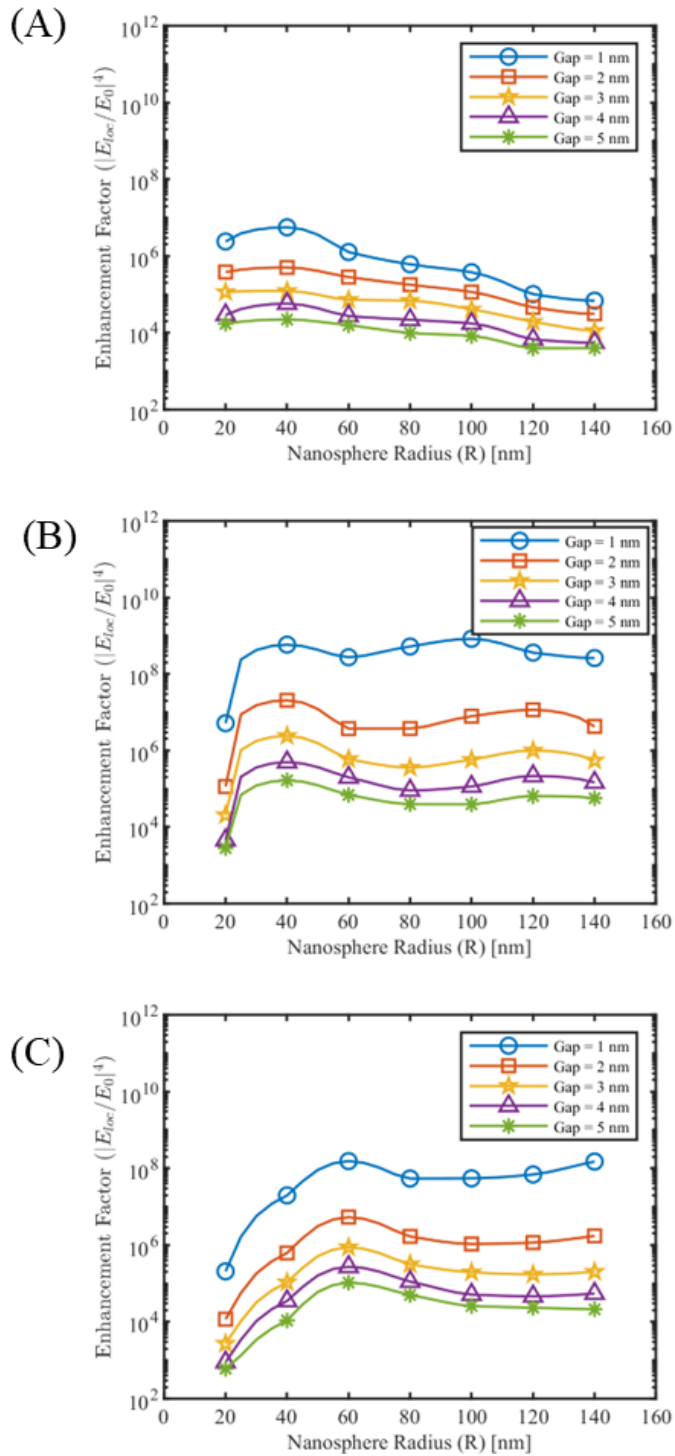 (A)
10^12
10^10
10^8
10^6
10^4
10^2
Enhancement Factor (|E_loc/E_0|^4)
Gap = 1 nm
Gap = 2 nm
Gap = 3 nm
Gap = 4 nm
Gap = 5 nm
0 20 40 60 80 100 120 140 160
Nanosphere Radius (R) [nm]
(B)
10^12
10^10
10^8
10^6
10^4
10^2
Enhancement Factor (|E_loc/E_0|^4)
Gap = 1 nm
Gap = 2 nm
Gap = 3 nm
Gap = 4 nm
Gap = 5 nm
0 20 40 60 80 100 120 140 160
Nanosphere Radius (R) [nm]
(C)
10^12
10^10
10^8
10^6
10^4
10^2
Enhancement Factor (|E_loc/E_0|^4)
Gap = 1 nm
Gap = 2 nm
Gap = 3 nm
Gap = 4 nm
Gap = 5 nm
0 20 40 60 80 100 120 140 160
Nanosphere Radius (R) [nm]